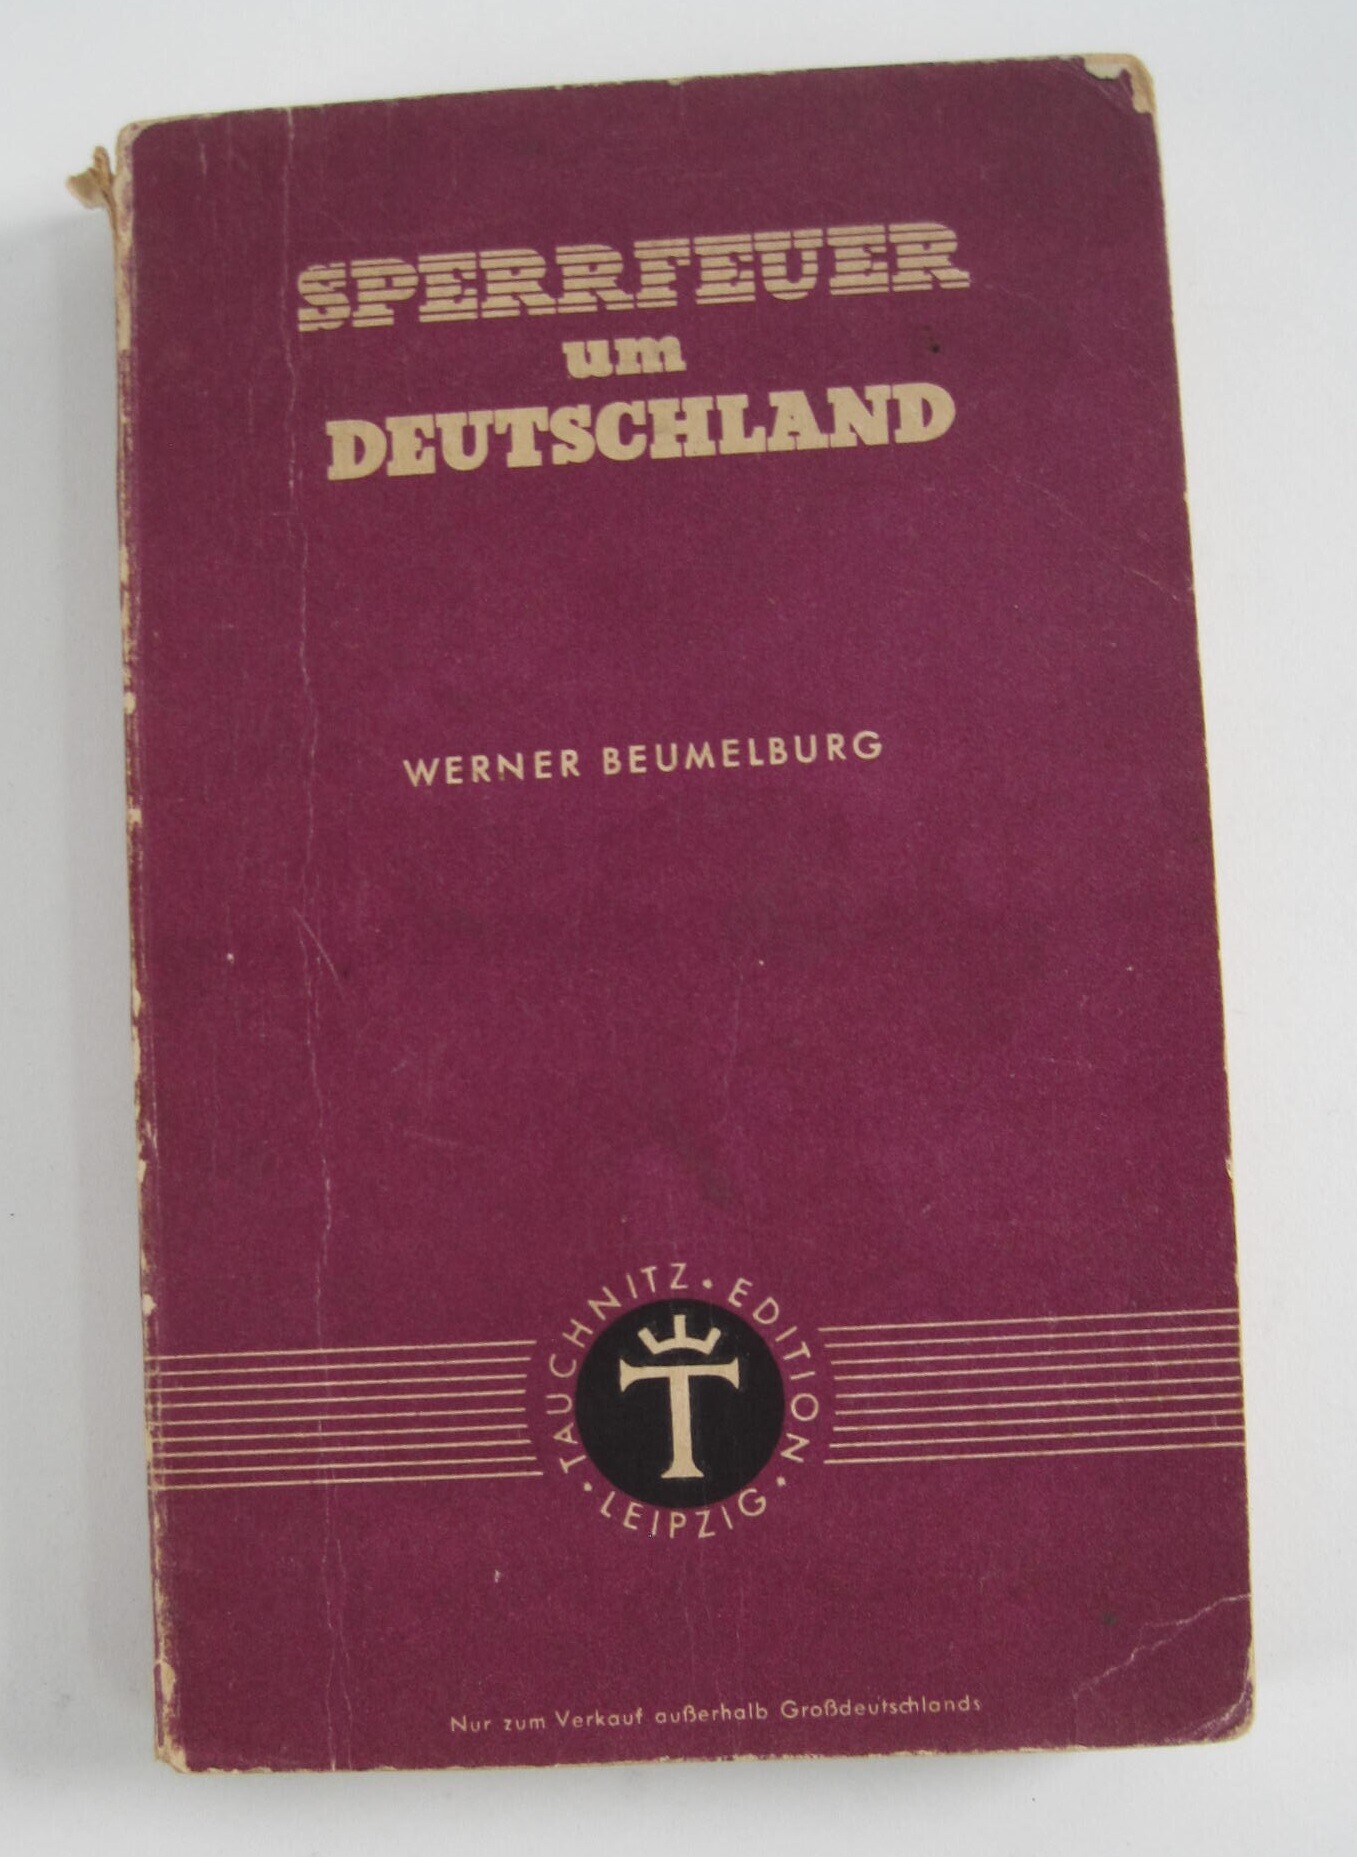 SPERRFEUER
um
DEUTSCHLAND
WERNER BEUMELBURG
TAUCHNITZ · EDITION · LEIPZIG ·
T
Nur zum Verkauf außerhalb Großdeutschlands